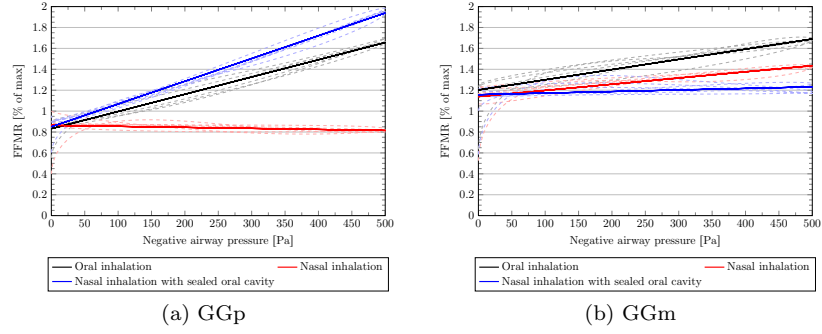 2
1.8
1.6
1.4
1.2
1
0.8
0.6
0.4
0.2
0
FFMR [% of max]
0 50 100 150 200 250 300 350 400 450 500
Negative airway pressure [Pa]
Oral inhalation Nasal inhalation
Nasal inhalation with sealed oral cavity
(a) GGp
2
1.8
1.6
1.4
1.2
1
0.8
0.6
0.4
0.2
0
FFMR [% of max]
0 50 100 150 200 250 300 350 400 450 500
Negative airway pressure [Pa]
Oral inhalation Nasal inhalation
Nasal inhalation with sealed oral cavity
(b) GGm